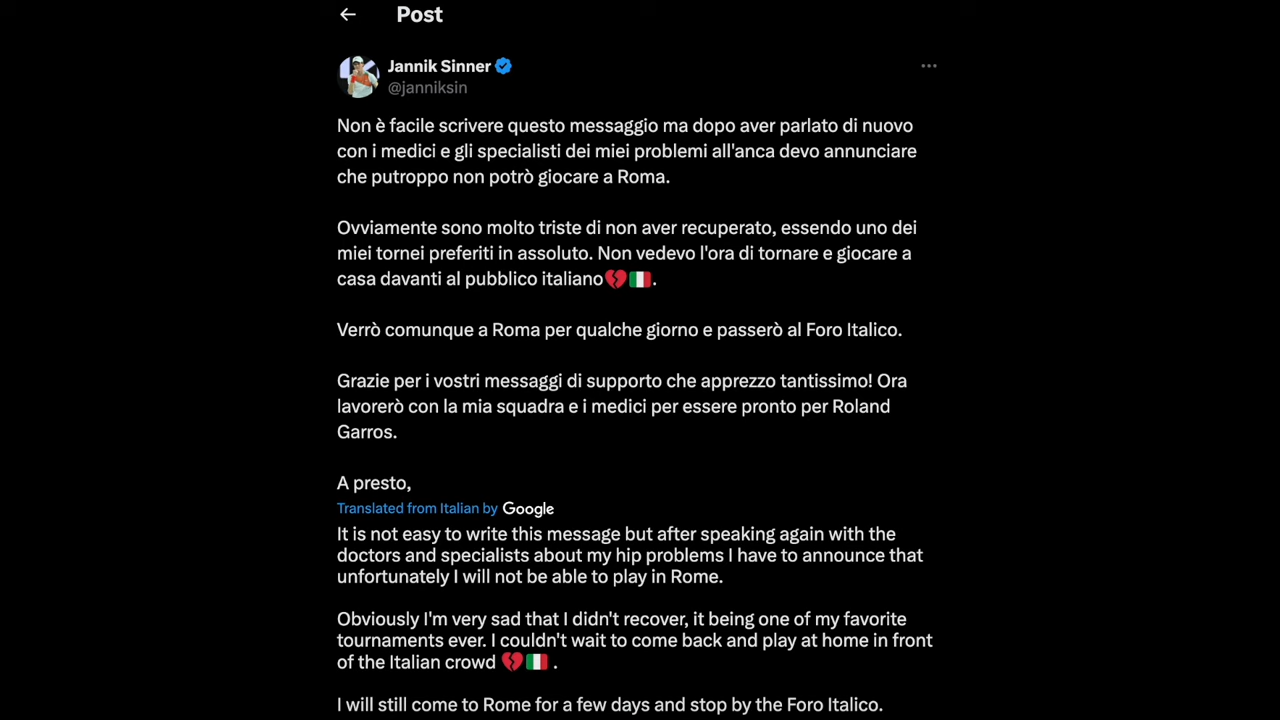 Post
Jannik Sinner
@janniksin
Non è facile scrivere questo messaggio ma dopo aver parlato di nuovo
con i medici e gli specialisti dei miei problemi all'anca devo annunciare
che putroppo non potrò giocare a Roma.
Ovviamente sono molto triste di non aver recuperato, essendo uno dei
miei tornei preferiti in assoluto. Non vedevo l'ora di tornare e giocare a
casa davanti al pubblico italiano💔🇮🇹.
Verrò comunque a Roma per qualche giorno e passerò al Foro Italico.
Grazie per i vostri messaggi di supporto che apprezzo tantissimo! Ora
lavorerò con la mia squadra e i medici per essere pronto per Roland
Garros.
A presto,
Translated from Italian by Google
It is not easy to write this message but after speaking again with the
doctors and specialists about my hip problems I have to announce that
unfortunately I will not be able to play in Rome.
Obviously I'm very sad that I didn't recover, it being one of my favorite
tournaments ever. I couldn't wait to come back and play at home in front
of the Italian crowd 💔🇮🇹 .
I will still come to Rome for a few days and stop by the Foro Italico.